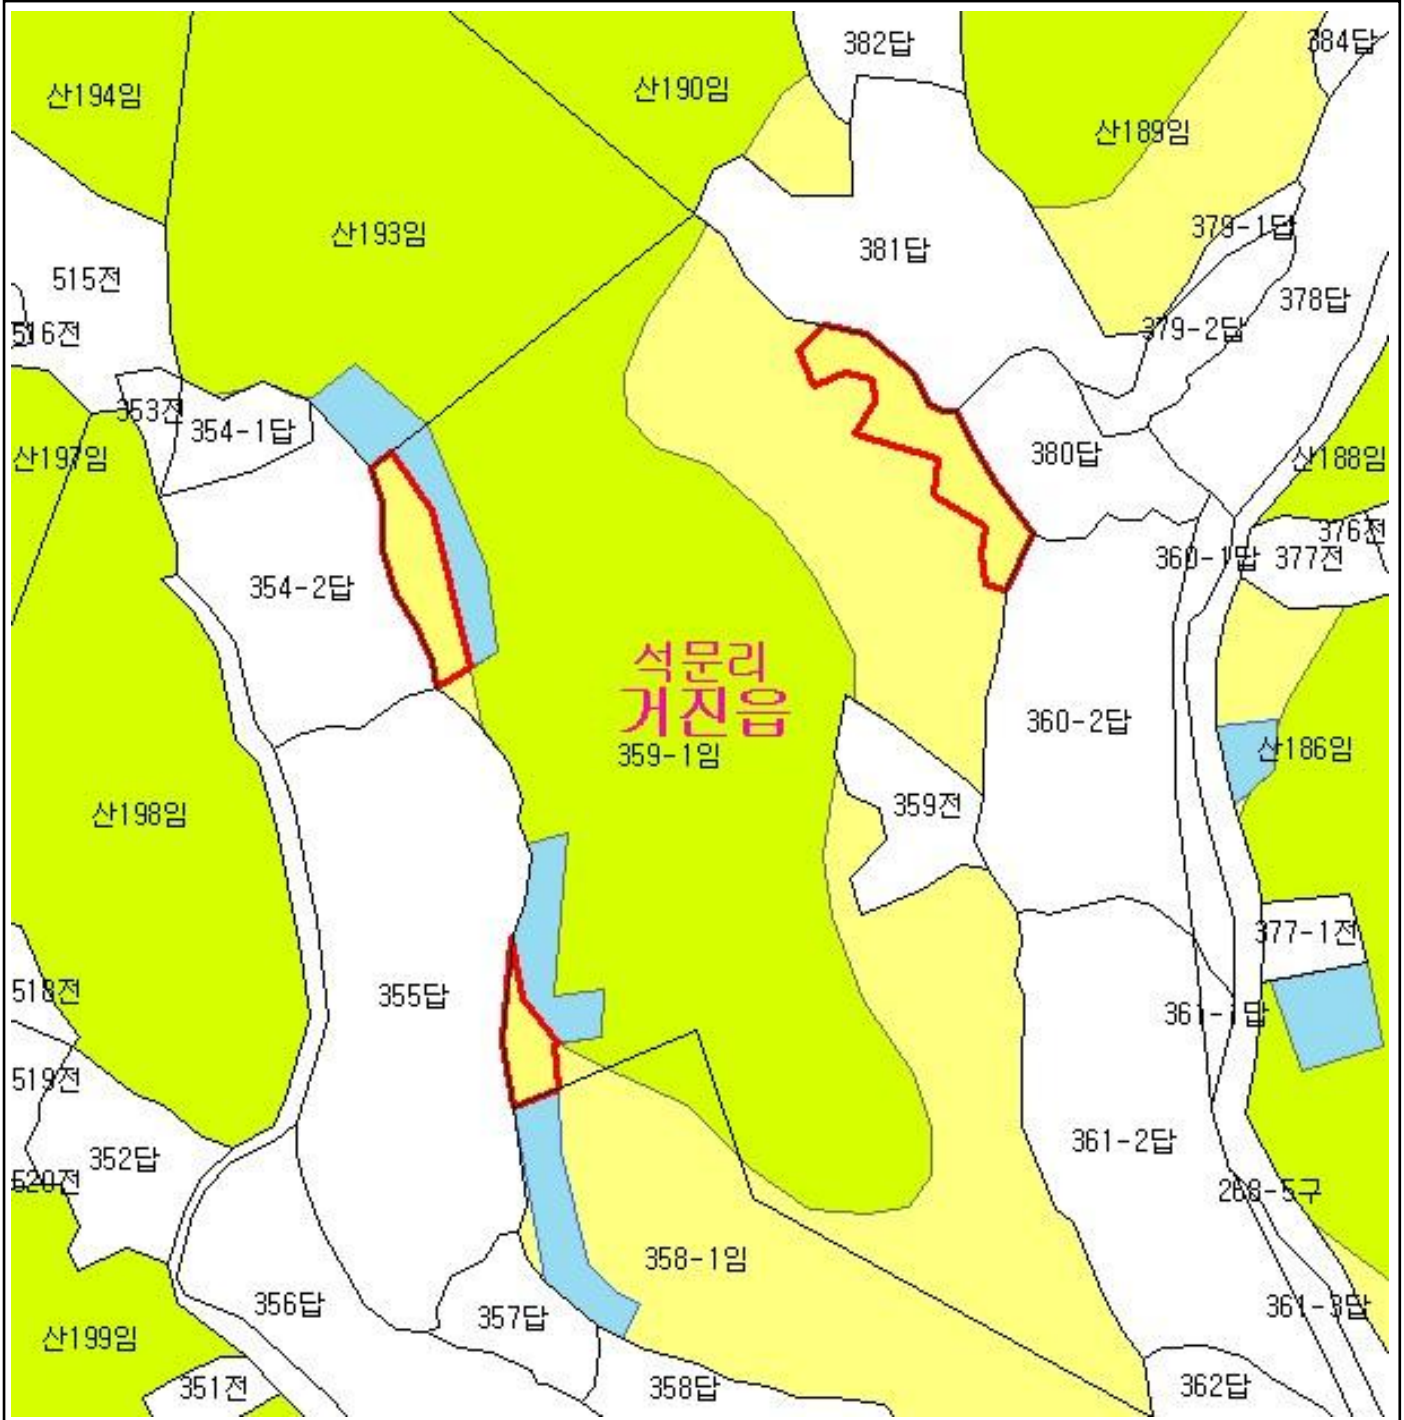 382답
384답
산194임
산190임
산189임
산193임
379-1답
381답
515전
378답
516전
379-2답
353전
354-1답
380답
산197임
산188임
376전
360-1답
377전
354-2답
석문리
거진읍
360-2답
359-1임
산186임
359전
산198임
377-1전
518전
355답
361-1답
519전
361-2답
352답
520전
268-5구
358-1임
356답
361-3답
357답
산199임
351전
358답
362답